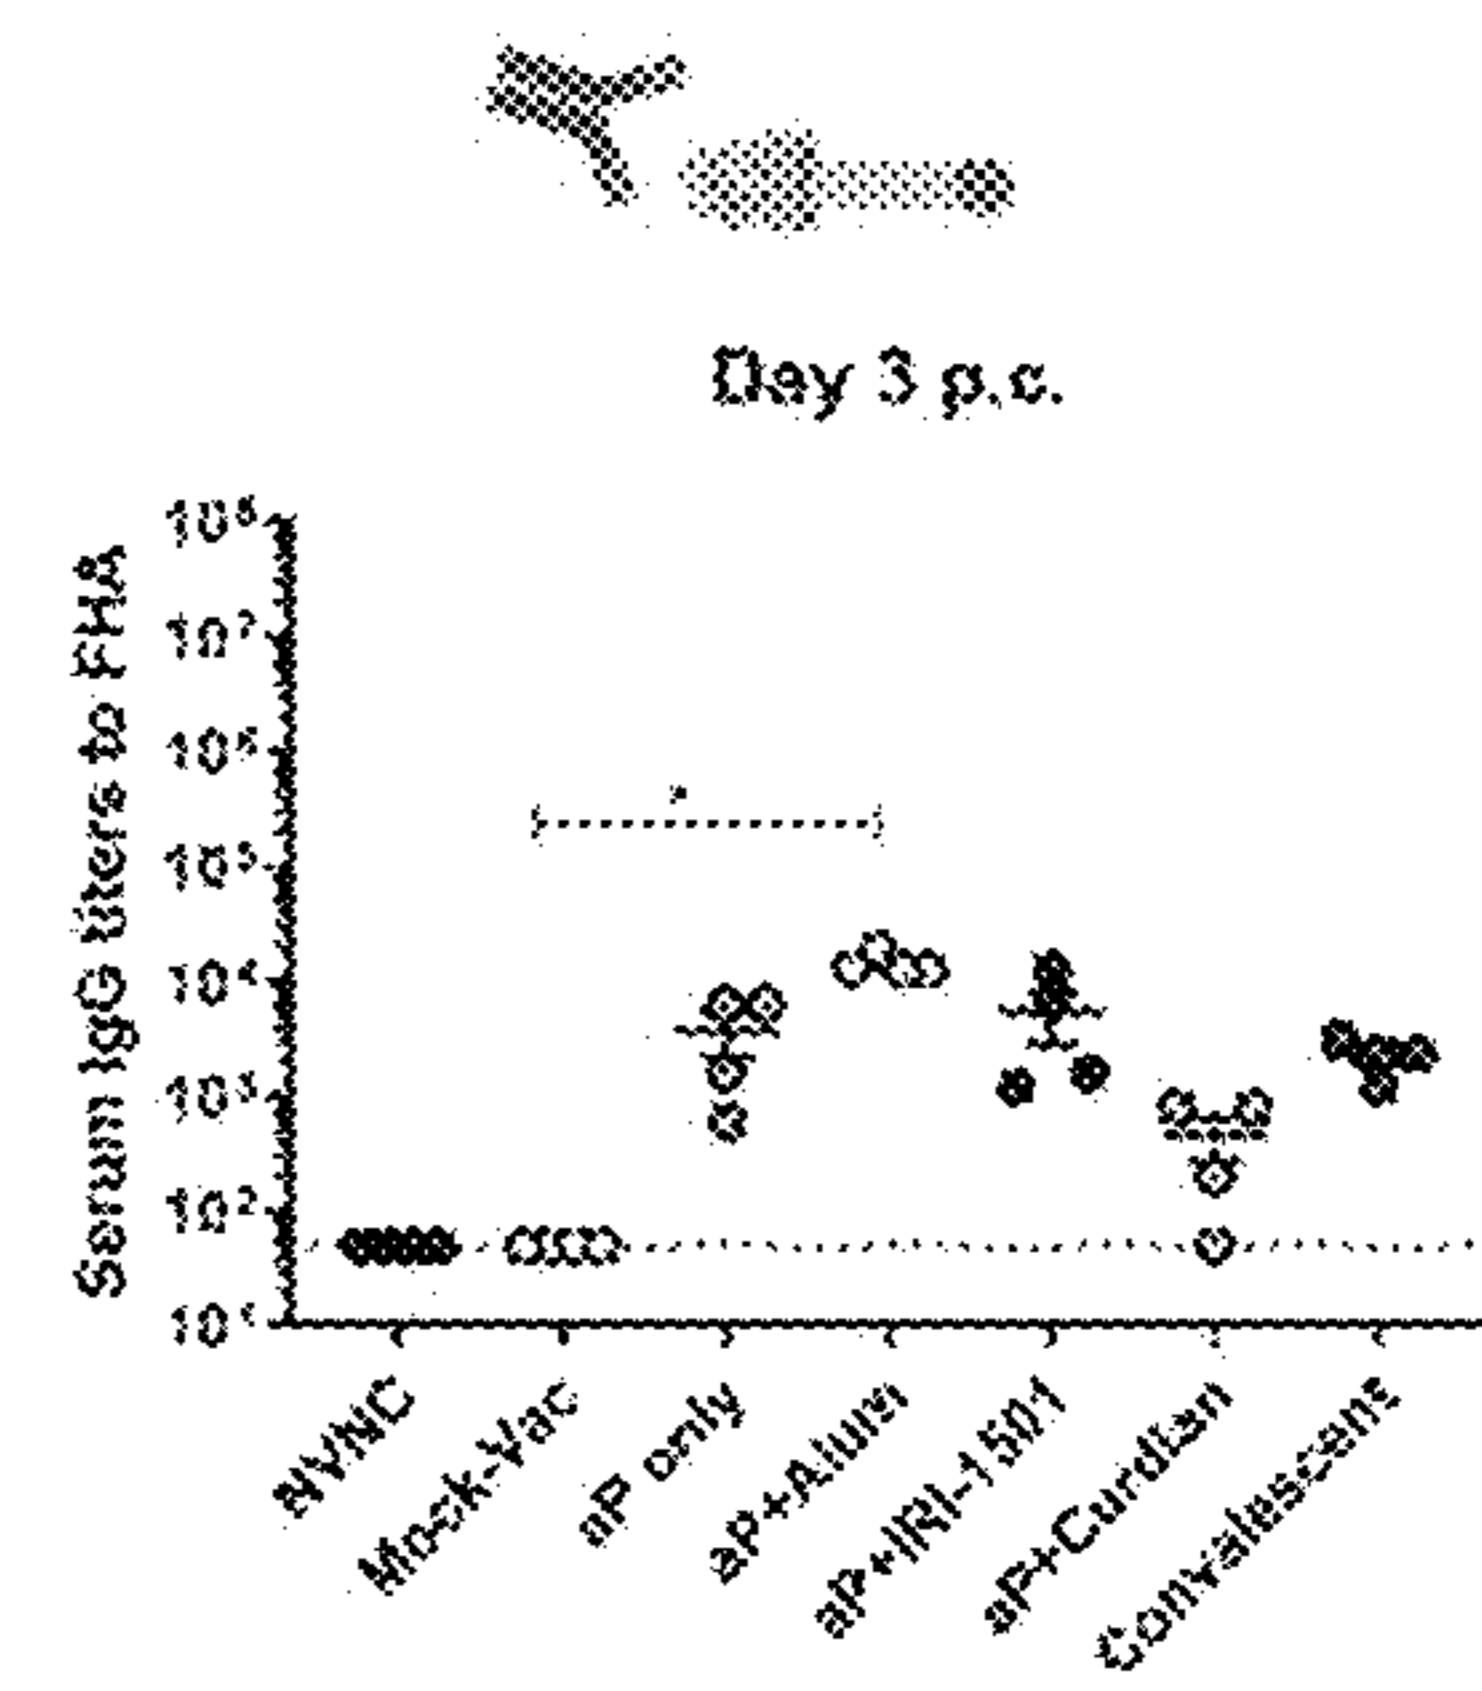 Day 3 p.c.
Serum IgG titers to FHA
10⁸
10⁷
10⁶
10⁵
10⁴
10³
10²
10¹
*
NVNC
Mock-Vac
aP only
aP+Alum
aP+IRI-1501
aP+Curdlan
Convalescent